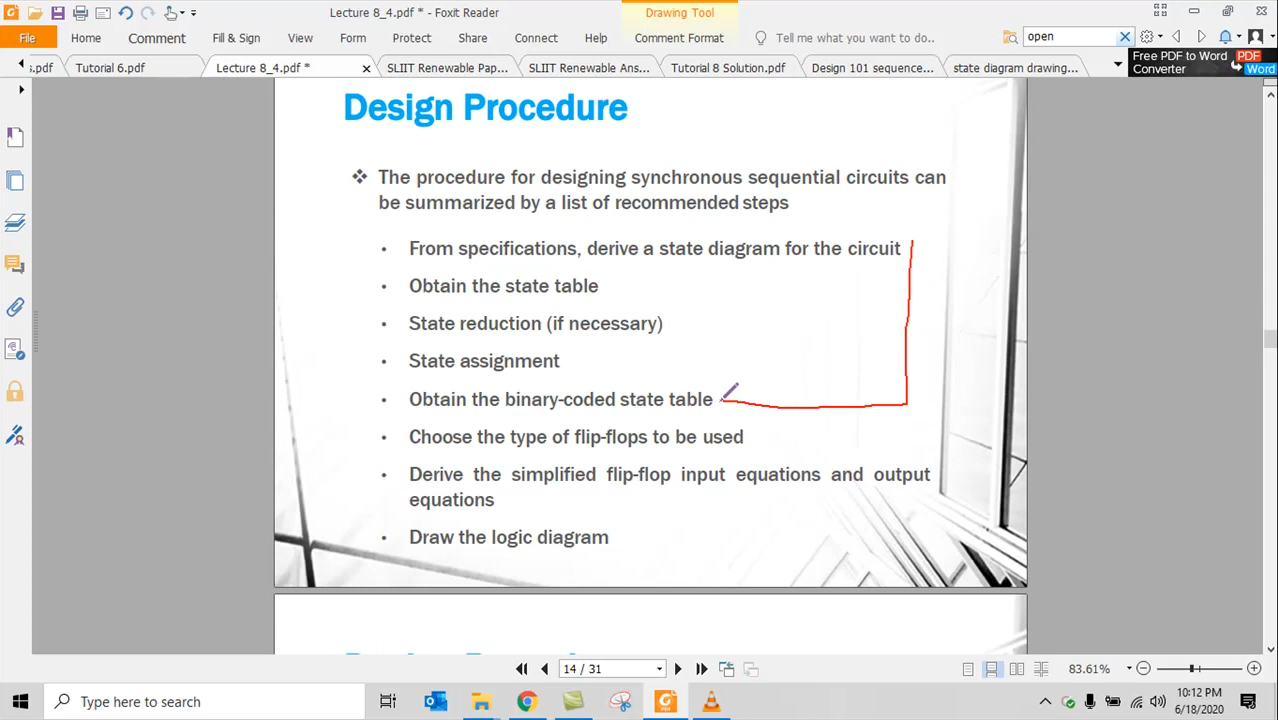 Lecture 8_4.pdf * - Foxit Reader
Drawing Tool
File
Home
Comment
Fill & Sign
View
Form
Protect
Share
Connect
Help
Comment Format
Tell me what you want to do..
open
s.pdf
Tutorial 6.pdf
Lecture 8_4.pdf *
SLIIT Renewable Pap...
SLIIT Renewable Ans...
Tutorial 8 Solution.pdf
Design 101 sequence...
state diagram drawing...
Free PDF to Word
Converter
PDF
Word
Design Procedure
❖ The procedure for designing synchronous sequential circuits can
be summarized by a list of recommended steps
• From specifications, derive a state diagram for the circuit
• Obtain the state table
• State reduction (if necessary)
• State assignment
• Obtain the binary-coded state table
• Choose the type of flip-flops to be used
• Derive the simplified flip-flop input equations and output
equations
• Draw the logic diagram
14 / 31
83.61%
Type here to search
10:12 PM
6/18/2020